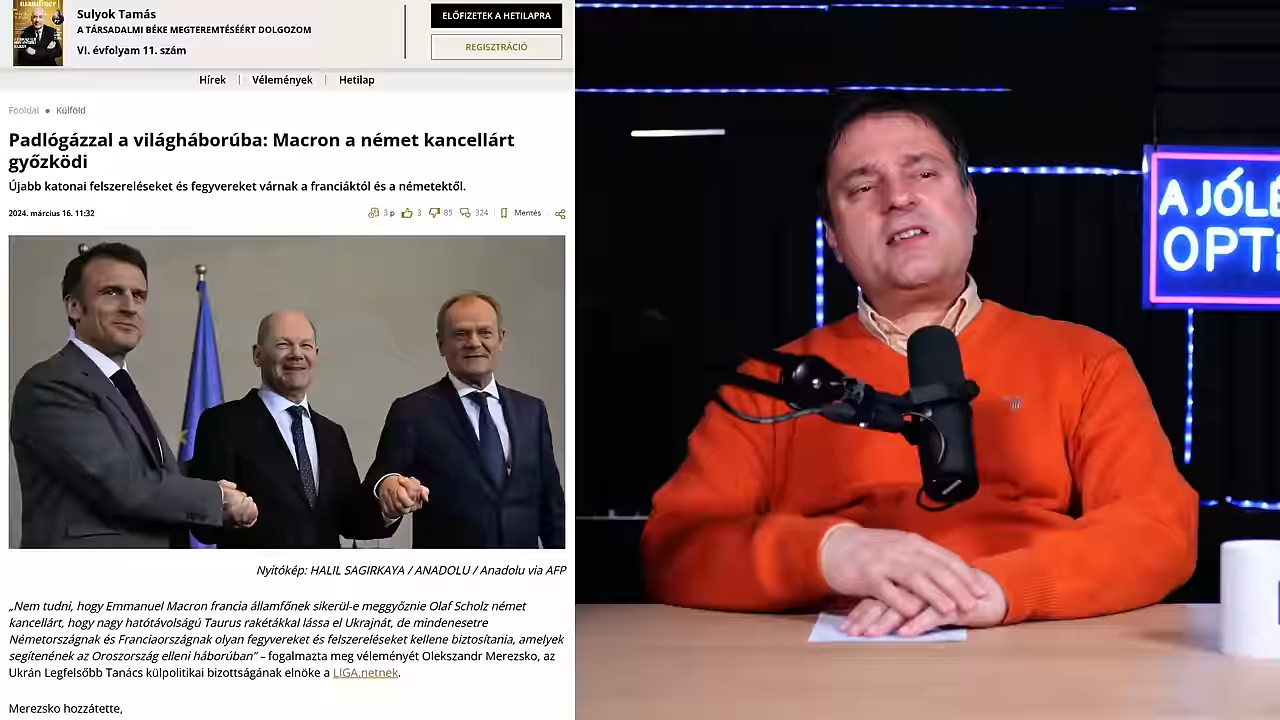 mandiner
Sulyok Tamás
A TÁRSADALMI BÉKE MEGTEREMTÉSÉÉRT DOLGOZOM
VI. évfolyam 11. szám
ELŐFIZETEK A HETILAPRA
REGISZTRÁCIÓ
Hírek | Vélemények | Hetilap
Főoldal • Külföld
Padlógázzal a világháborúba: Macron a német kancellárt
győzködi
Újabb katonai felszereléseket és fegyvereket várnak a franciáktól és a németektől.
2024. március 16. 11:32
3 p 3 85 324 Mentés
Nyitókép: HALIL SAGIRKAYA / ANADOLU / Anadolu via AFP
„Nem tudni, hogy Emmanuel Macron francia államfőnek sikerül-e meggyőznie Olaf Scholz német
kancellárt, hogy nagy hatótávolságú Taurus rakétákkal lássa el Ukrajnát, de mindenesetre
Németországnak és Franciaországnak olyan fegyvereket és felszereléseket kellene biztosítania, amelyek
segítenének az Oroszország elleni háborúban” – fogalmazta meg véleményét Olekszandr Merezsko, az
Ukrán Legfelsőbb Tanács külpolitikai bizottságának elnöke a LIGA.netnek.
Merezsko hozzátette,
A JÓLÉ
OPTI